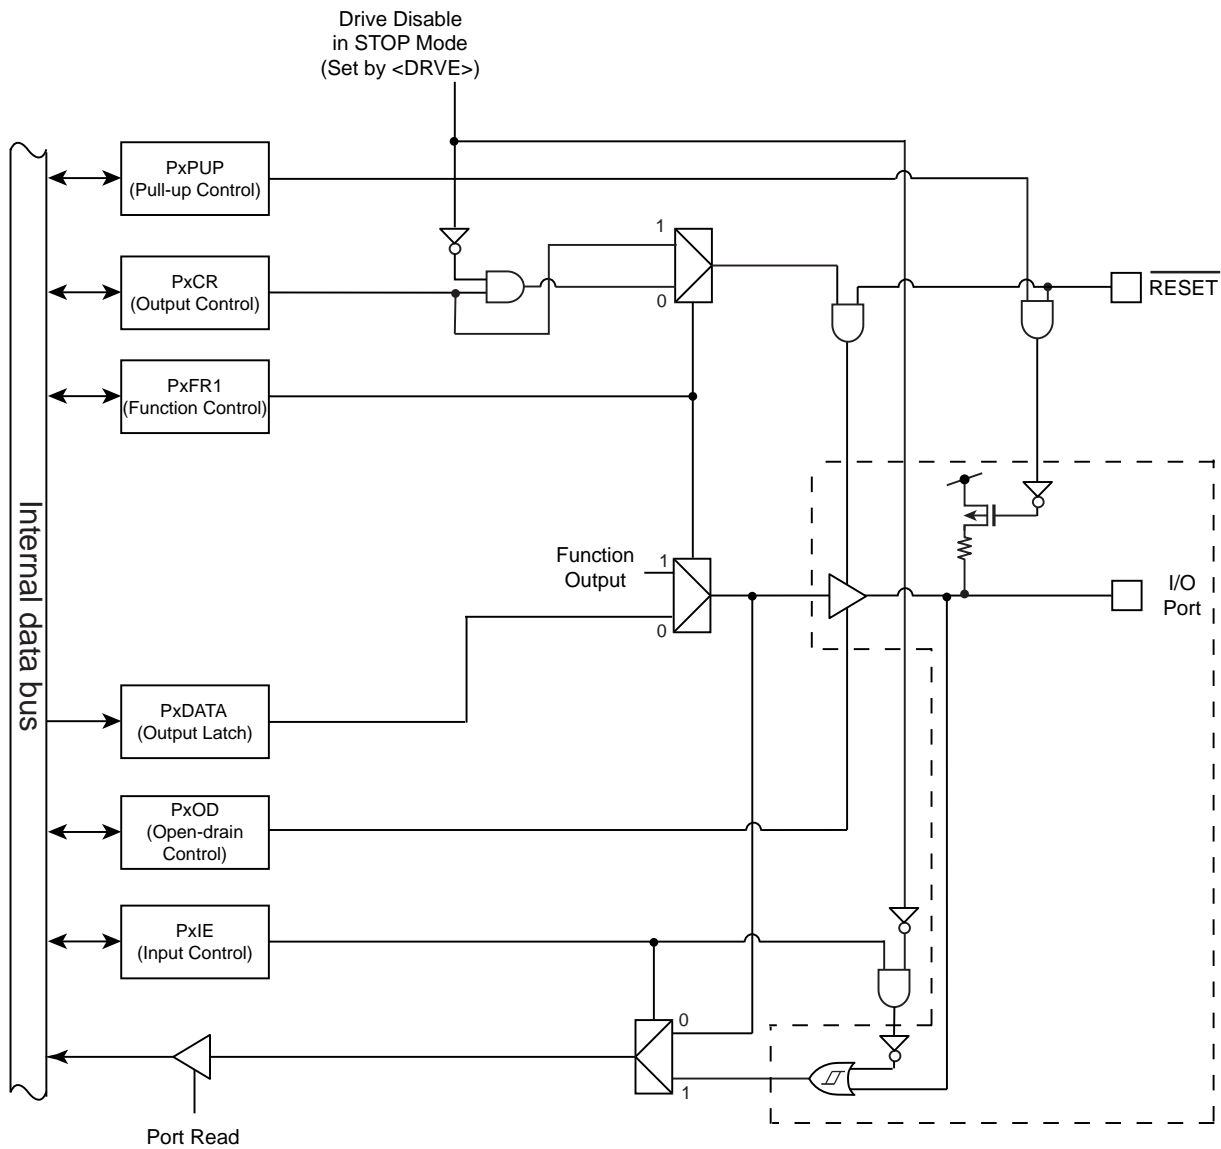 Drive Disable
in STOP Mode
(Set by <DRVE>)
PxPUP
(Pull-up Control)
1
PxCR
(Output Control)
0
RESET
PxFR1
(Function Control)
Internal data bus
Function
Output
1
0
I/O
Port
PxDATA
(Output Latch)
PxOD
(Open-drain
Control)
PxIE
(Input Control)
0
1
Port Read